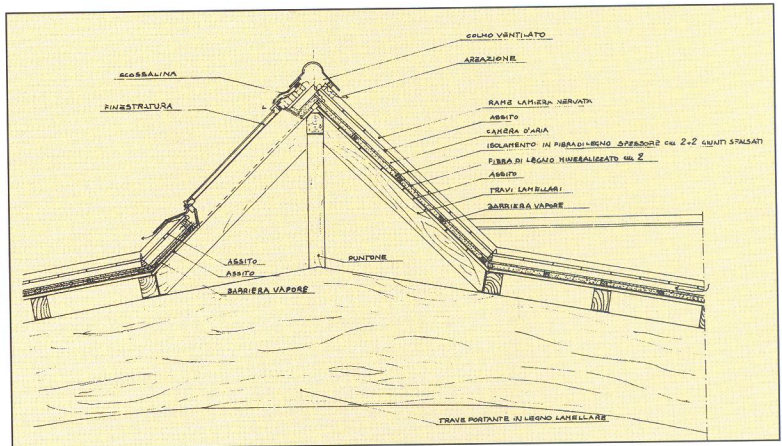 COLMO VENTILATO
AREAZIONE
SCOSSALINA
FINESTRATURA
RAME LAMIERA NERVATA
ASSITO
CAMERA D'ARIA
ISOLAMENTO IN FIBRA DI LEGNO SPESSORE cm 2+2 GIUNTI SFALSATI
FIBRA DI LEGNO MINERALIZZATO cm 2
ASSITO
TRAVI LAMELLARI
BARRIERA VAPORE
ASSITO
ASSITO
BARRIERA VAPORE
PUNTONE
TRAVE PORTANTE IN LEGNO LAMELLARE